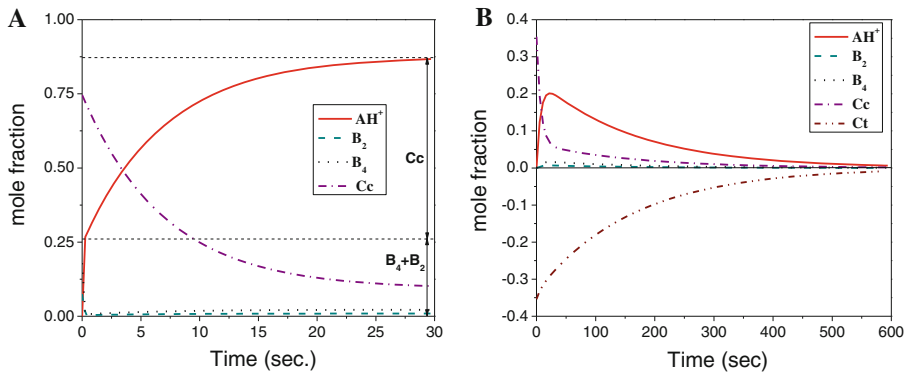 A
mole fraction
1.00
0.75
0.50
0.25
0.00
AH⁺
B₂
B₄
Cc
Cc
B₄+B₂
0 5 10 15 20 25 30
Time (sec.)
B
mole fraction
0.4
0.3
0.2
0.1
0.0
-0.1
-0.2
-0.3
-0.4
AH⁺
B₂
B₄
Cc
Ct
0 100 200 300 400 500 600
Time (sec)